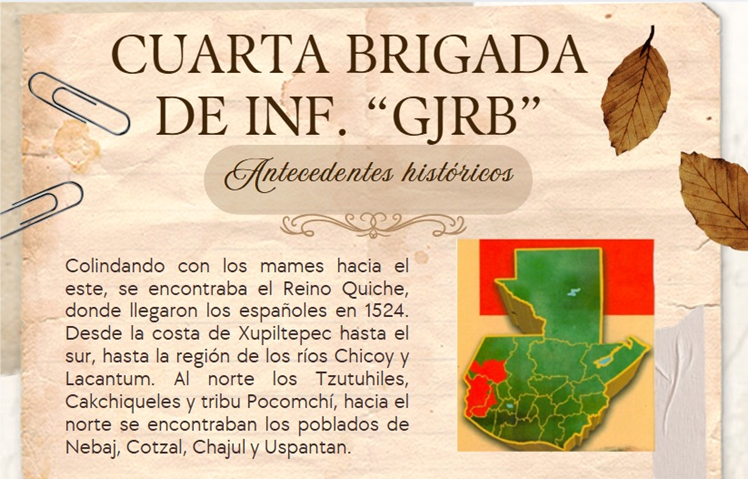 CUARTA BRIGADA
DE INF. “GJRB”
Antecedentes históricos
Colindando con los mames hacia el
este, se encontraba el Reino Quiche,
donde llegaron los españoles en 1524.
Desde la costa de Xupiltepec hasta el
sur, hasta la región de los ríos Chicoy y
Lacantum. Al norte los Tzutuhiles,
Cakchiqueles y tribu Pocomchí, hacia el
norte se encontraban los poblados de
Nebaj, Cotzal, Chajul y Uspantan.